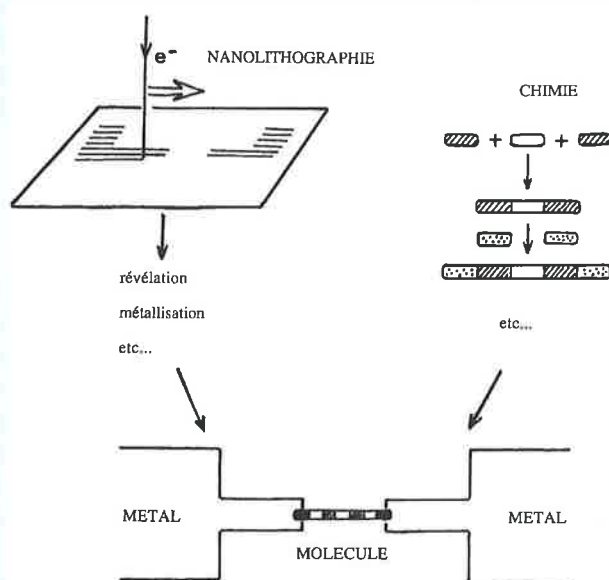 e⁻ NANOLITHOGRAPHIE
CHIMIE
+ +
révélation
métallisation
etc...
etc...
METAL
METAL
MOLECULE